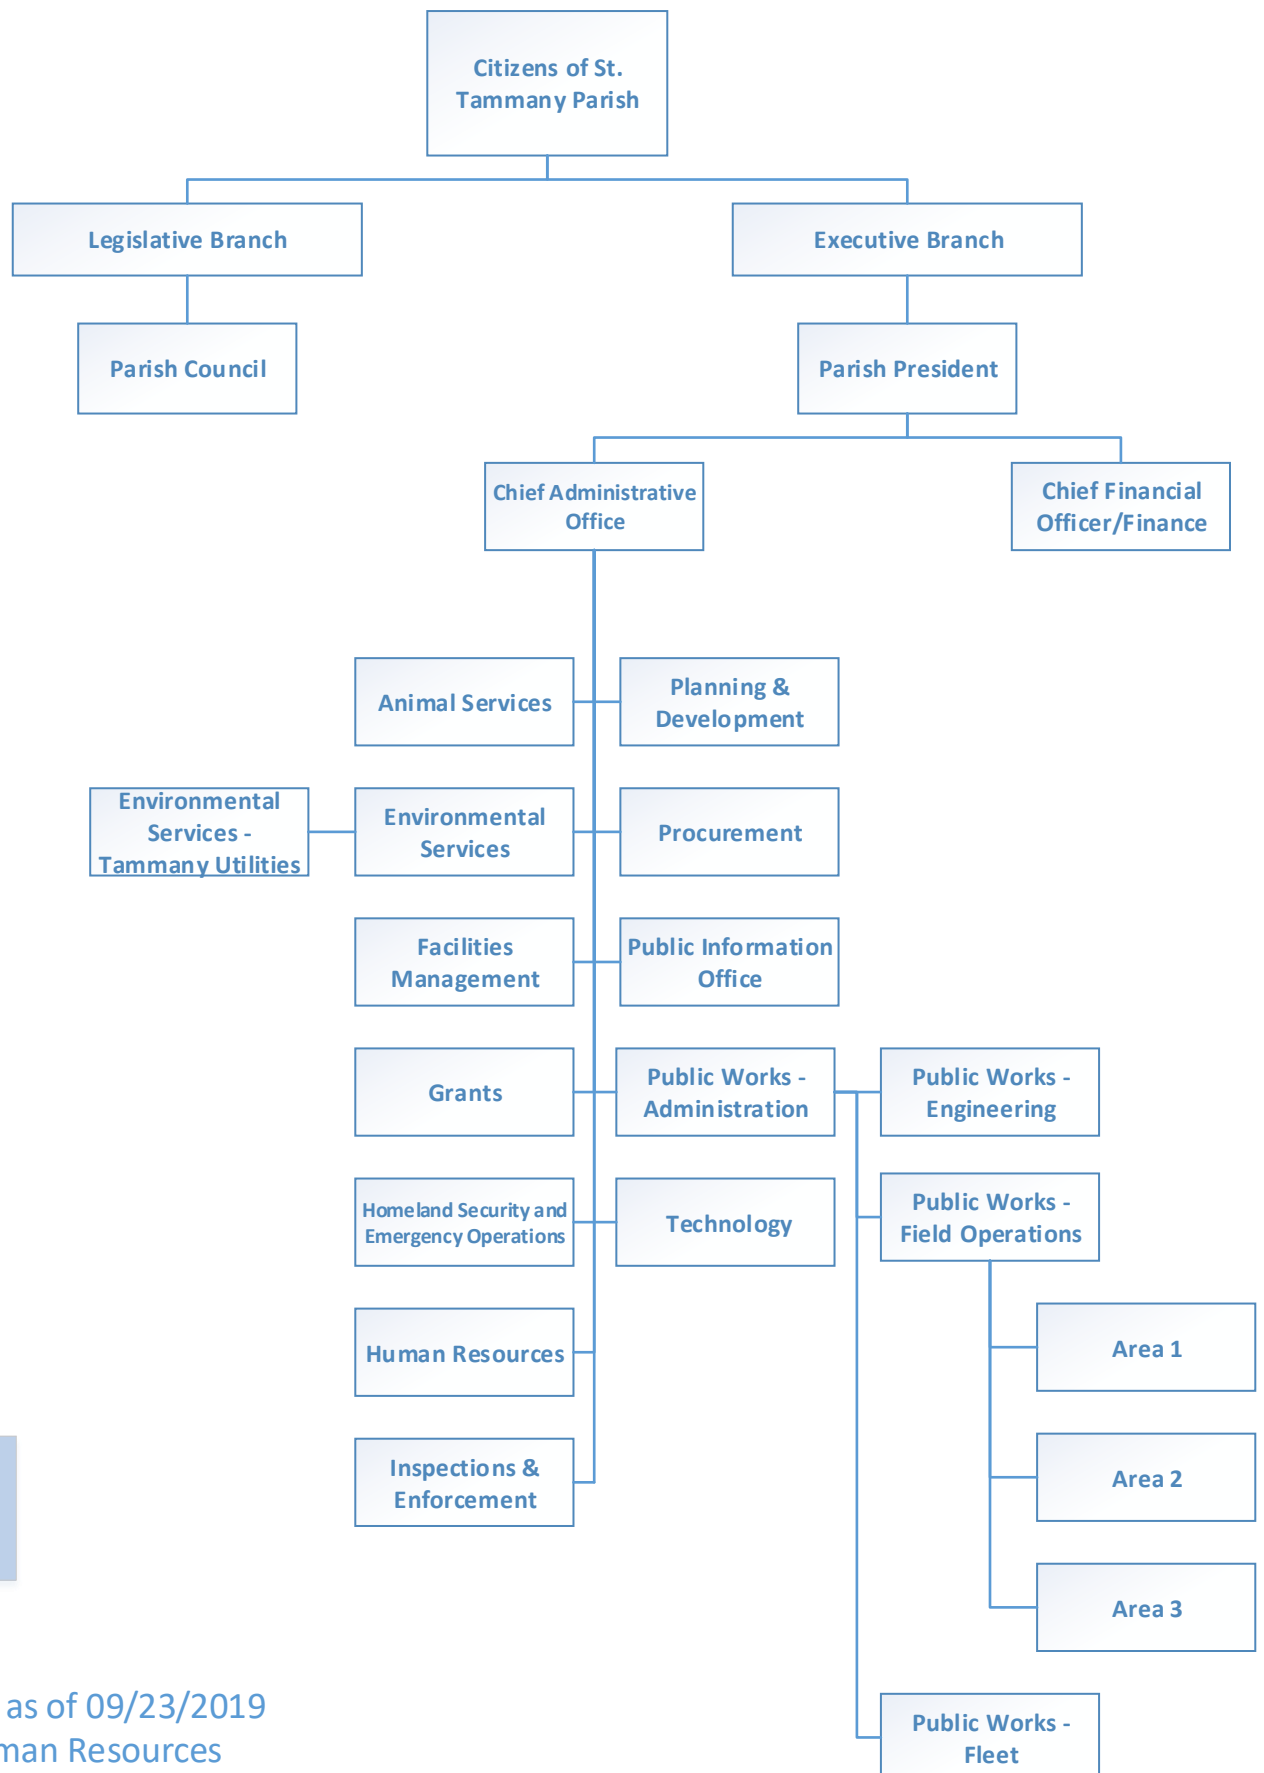 Citizens of St.
Tammany Parish
Legislative Branch
Executive Branch
Parish Council
Parish President
Chief Administrative
Office
Chief Financial
Officer/Finance
Animal Services
Planning &
Development
Environmental
Services -
Tammany Utilities
Environmental
Services
Procurement
Facilities
Management
Public Information
Office
Grants
Public Works -
Administration
Public Works -
Engineering
Homeland Security and
Emergency Operations
Technology
Public Works -
Field Operations
Human Resources
Area 1
Inspections &
Enforcement
Area 2
Area 3
as of 09/23/2019
Resources
Public Works -
Fleet